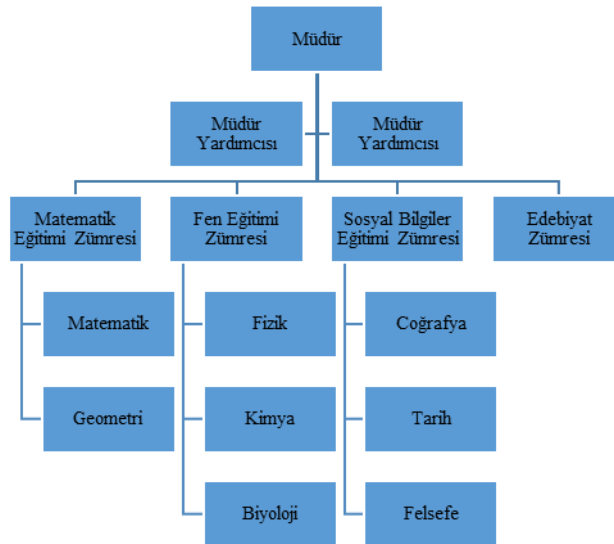 Müdür
Müdür
Yardımcısı
Müdür
Yardımcısı
Matematik
Eğitimi Zümresi
Fen Eğitimi
Zümresi
Sosyal Bilgiler
Eğitimi Zümresi
Edebiyat
Zümresi
Matematik
Fizik
Coğrafya
Geometri
Kimya
Tarih
Biyoloji
Felsefe